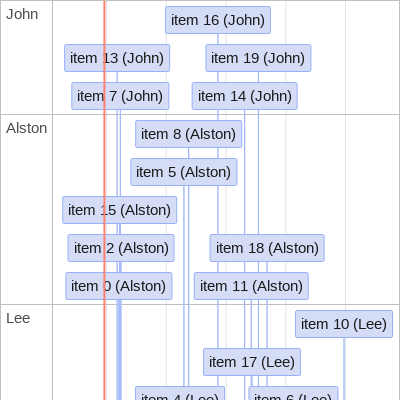 John
item 16 (John)
item 13 (John)
item 19 (John)
item 7 (John)
item 14 (John)
Alston
item 8 (Alston)
item 5 (Alston)
item 15 (Alston)
item 2 (Alston)
item 18 (Alston)
item 0 (Alston)
item 11 (Alston)
Lee
item 10 (Lee)
item 17 (Lee)
item 4 (Lee)
item 6 (Lee)